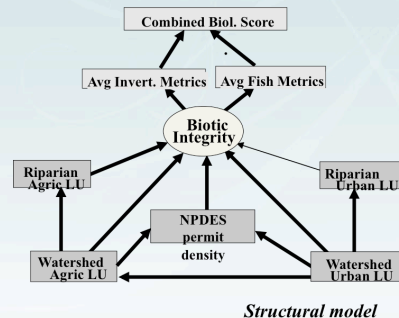 Combined Biol. Score
Avg Invert. Metrics
Avg Fish Metrics
Biotic
Integrity
Riparian
Agric LU
Riparian
Urban LU
NPDES
permit
density
Watershed
Agric LU
Watershed
Urban LU
Structural model